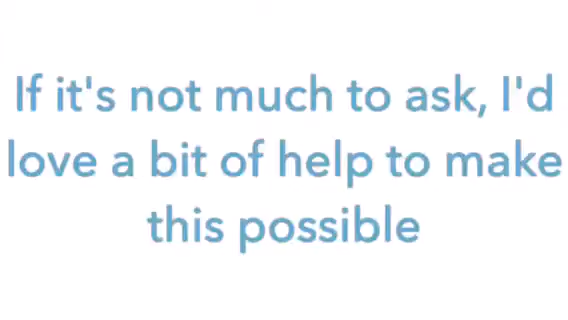 If it's not much to ask, I'd
love a bit of help to make
this possible